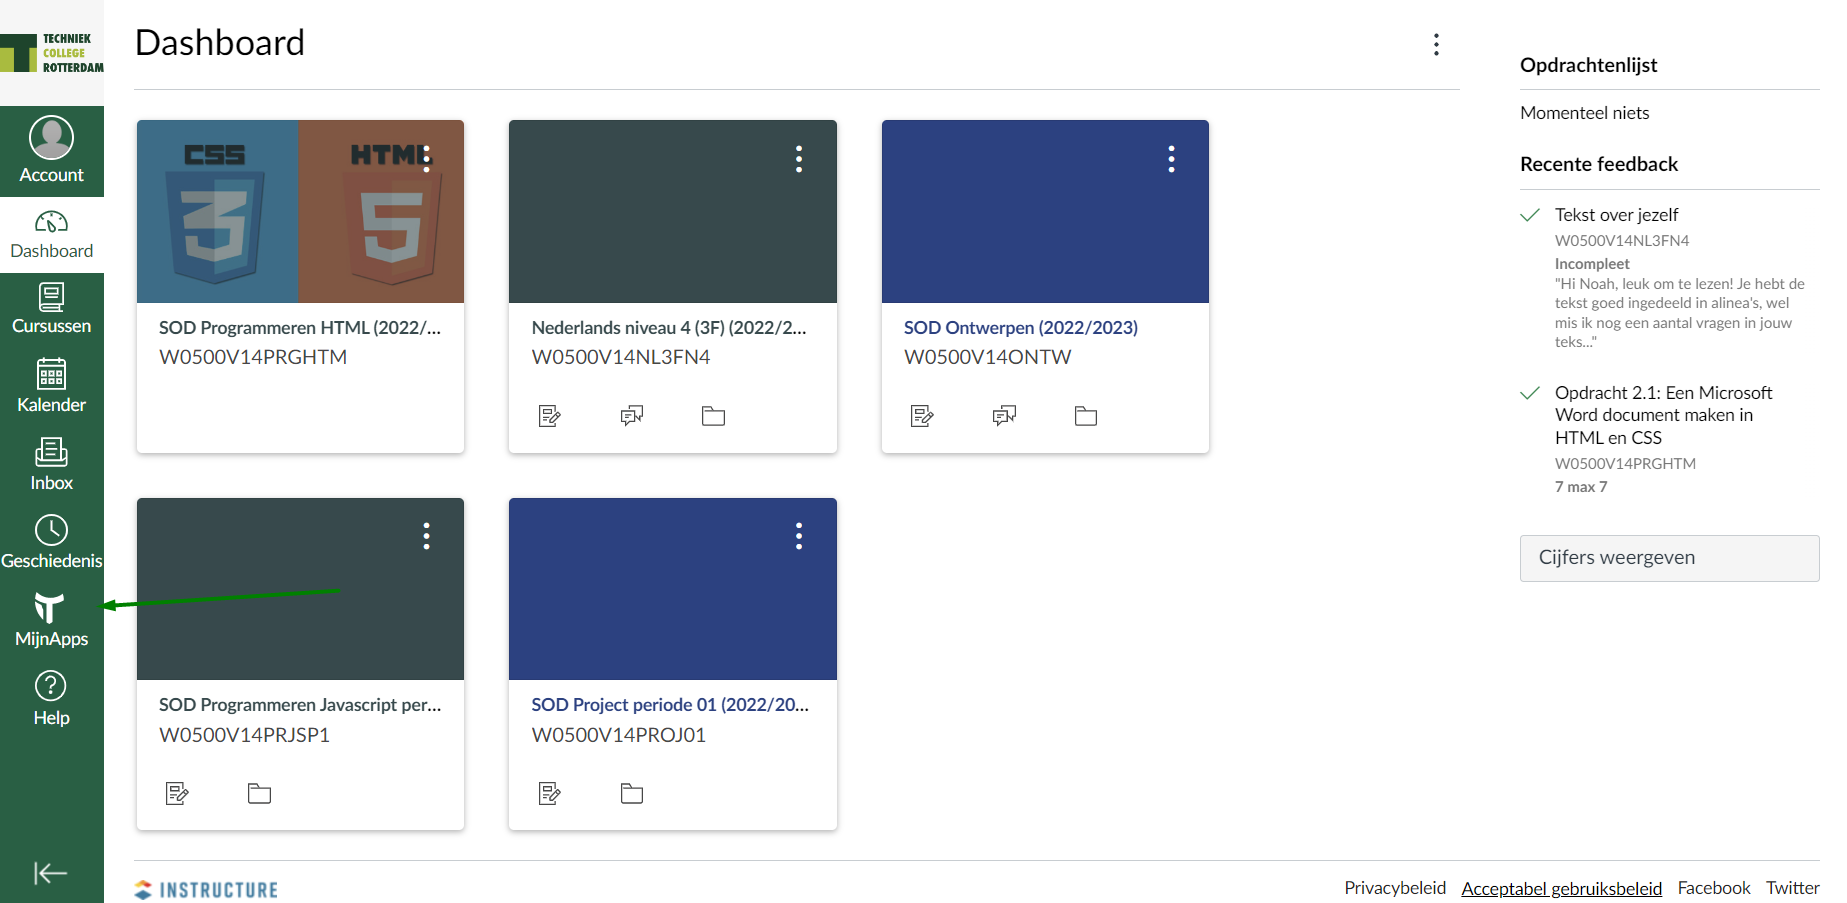 TECHNIEK
COLLEGE
ROTTERDAM
Account
Dashboard
Cursussen
Kalender
Inbox
Geschiedenis
MijnApps
Help
Dashboard
CSS
3
HTML
5
SOD Programmeren HTML (2022/...
W0500V14PRGHTM
Nederlands niveau 4 (3F) (2022/2...
W0500V14NL3FN4
SOD Ontwerpen (2022/2023)
W0500V14ONTW
SOD Programmeren Javascript per...
W0500V14PRJSP1
SOD Project periode 01 (2022/20...
W0500V14PROJ01
Opdrachtenlijst
Momenteel niets
Recente feedback
Tekst over jezelf
W0500V14NL3FN4
Incompleet
"Hi Noah, leuk om te lezen! Je hebt de
tekst goed ingedeeld in alinea's, wel
mis ik nog een aantal vragen in jouw
teks..."
Opdracht 2.1: Een Microsoft
Word document maken in
HTML en CSS
W0500V14PRGHTM
7 max 7
Cijfers weergeven
INSTRUCTURE
Privacybeleid Acceptabel gebruiksbeleid Facebook Twitter